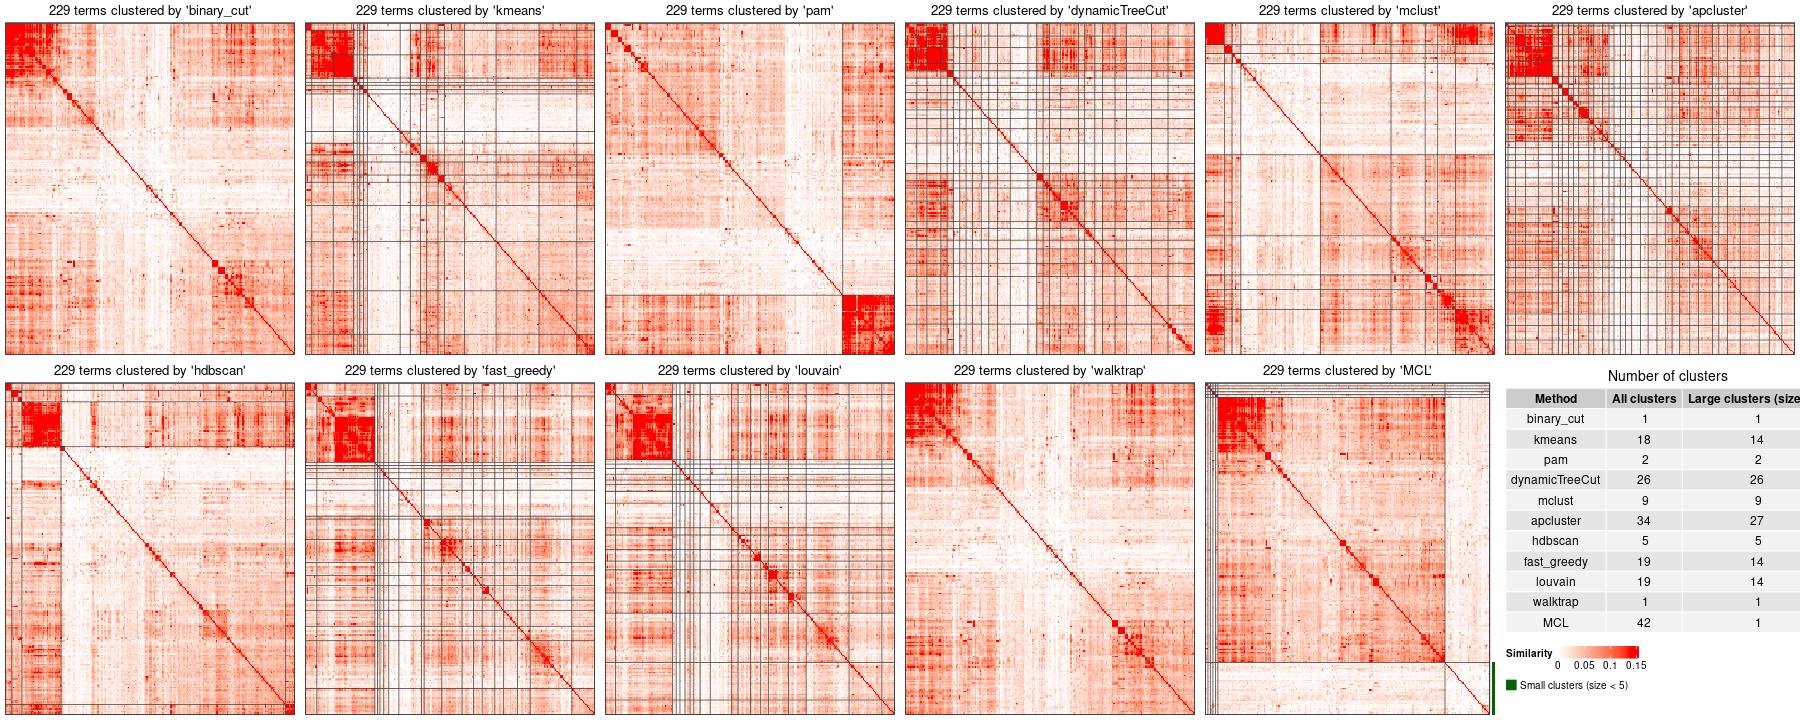 229 terms clustered by 'binary_cut'
229 terms clustered by 'kmeans'
229 terms clustered by 'pam'
229 terms clustered by 'dynamicTreeCut'
229 terms clustered by 'mclust'
229 terms clustered by 'apcluster'
229 terms clustered by 'hdbscan'
229 terms clustered by 'fast_greedy'
229 terms clustered by 'louvain'
229 terms clustered by 'walktrap'
229 terms clustered by 'MCL'
Number of clusters
Method All clusters Large clusters (size
binary_cut 1 1
kmeans 18 14
pam 2 2
dynamicTreeCut 26 26
mclust 9 9
apcluster 34 27
hdbscan 5 5
fast_greedy 19 14
louvain 19 14
walktrap 1 1
MCL 42 1
Similarity
0 0.05 0.1 0.15
Small clusters (size < 5)